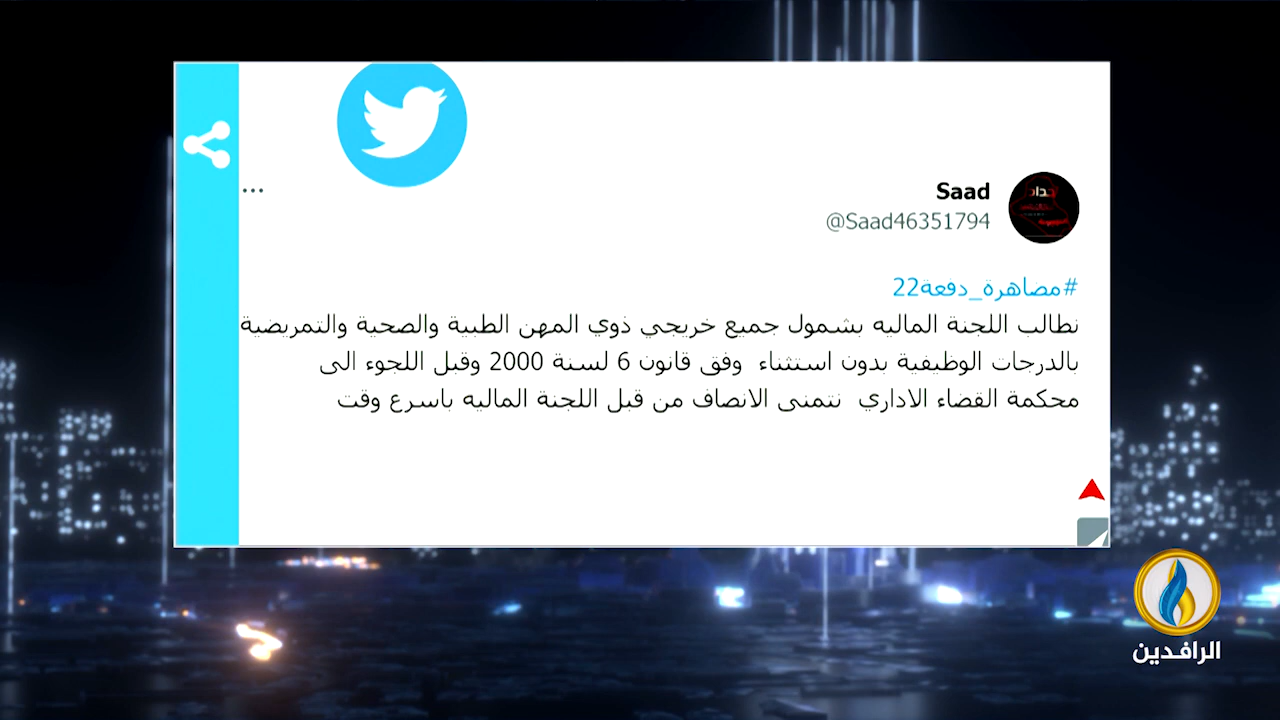 ...
Saad
@Saad46351794
#مصاهرة_دفعة22
نطالب اللجنة الماليه بشمول جميع خريجي ذوي المهن الطبية والصحية والتمريضية
بالدرجات الوظيفية بدون استثناء وفق قانون 6 لسنة 2000 وقبل اللجوء الى
محكمة القضاء الاداري نتمنى الانصاف من قبل اللجنة الماليه باسرع وقت
الرافدين